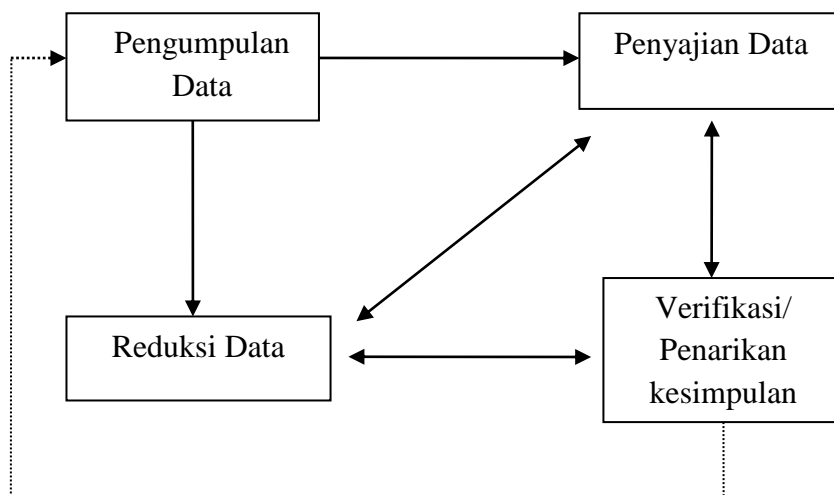 Pengumpulan
Data
Penyajian Data
Reduksi Data
Verifikasi/
Penarikan
kesimpulan